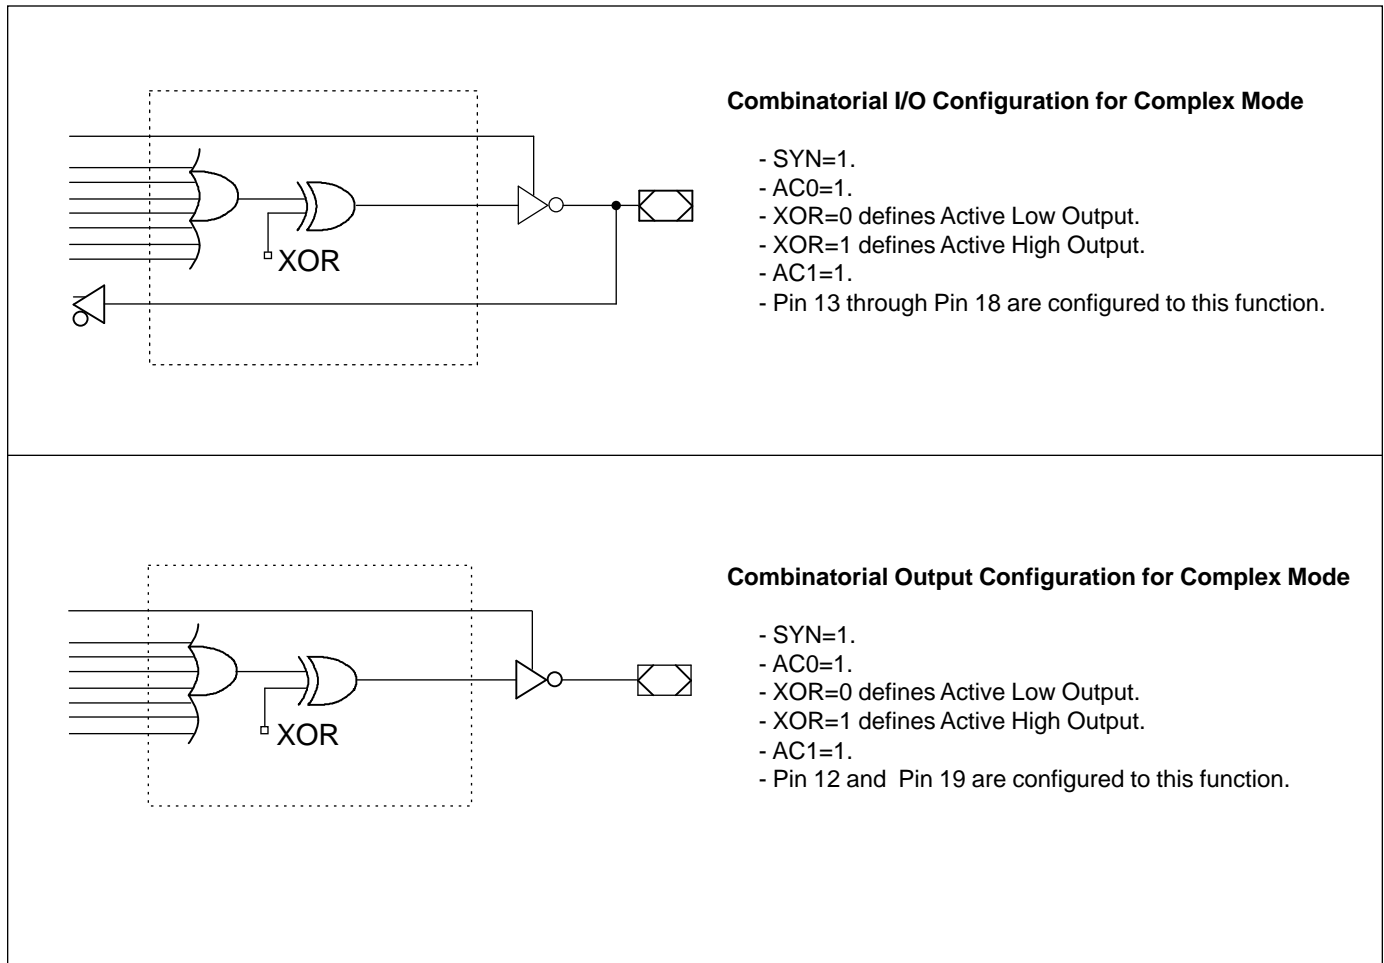 Combinatorial I/O Configuration for Complex Mode
- SYN=1.
- AC0=1.
- XOR=0 defines Active Low Output.
- XOR=1 defines Active High Output.
- AC1=1.
- Pin 13 through Pin 18 are configured to this function.
XOR
Combinatorial Output Configuration for Complex Mode
- SYN=1.
- AC0=1.
- XOR=0 defines Active Low Output.
- XOR=1 defines Active High Output.
- AC1=1.
- Pin 12 and  Pin 19 are configured to this function.
XOR